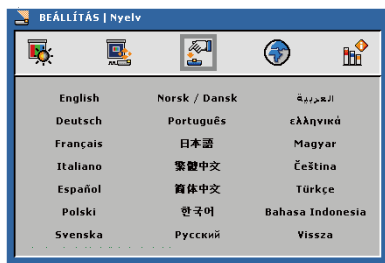 BEÁLLÍTÁS | Nyelv
English Norsk / Dansk العربية
Deutsch Português ελληνικά
Français 日本語 Magyar
Italiano 繁體中文 Čeština
Español 简体中文 Türkçe
Polski 한국어 Bahasa Indonesia
Svenska Русский Vissza